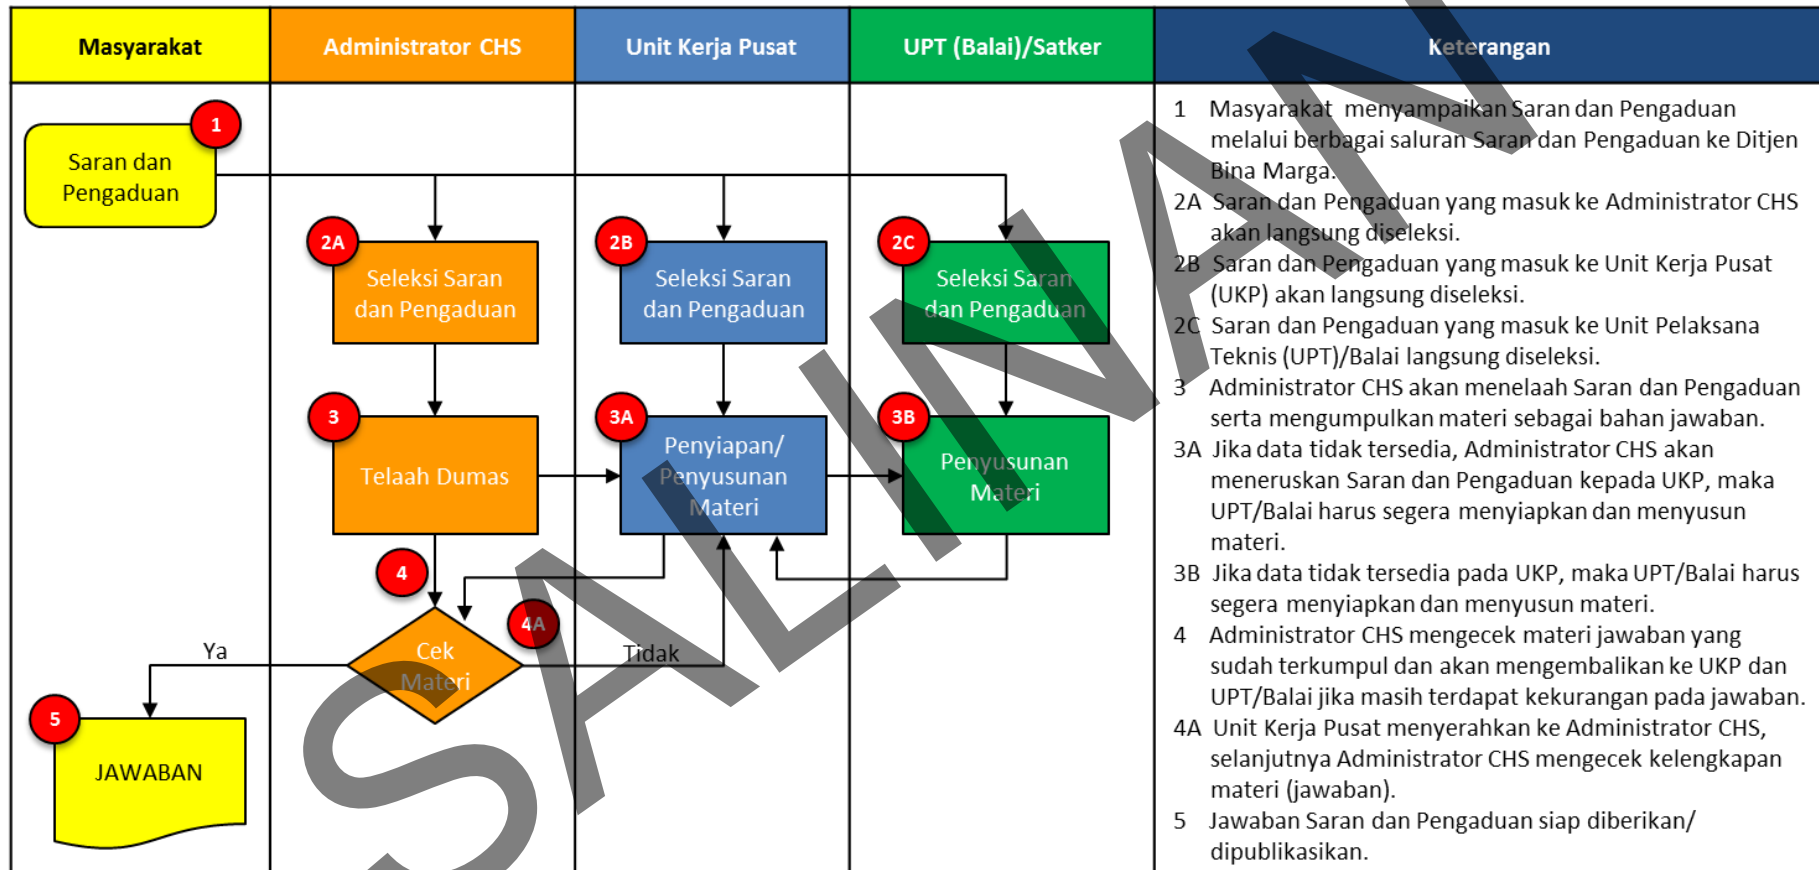 Masyarakat
Administrator CHS
Unit Kerja Pusat
UPT (Balai)/Satker
Keterangan
1
Saran dan
Pengaduan
2A
Seleksi Saran
dan Pengaduan
2B
Seleksi Saran
dan Pengaduan
2C
Seleksi Saran
dan Pengaduan
3
Telaah Dumas
3A
Penyiapan/
Penyusunan
Materi
3B
Penyusunan
Materi
4
4A
Cek
Materi
Ya
Tidak
5
JAWABAN
1 Masyarakat menyampaikan Saran dan Pengaduan
melalui berbagai saluran Saran dan Pengaduan ke Ditjen
Bina Marga.
2A Saran dan Pengaduan yang masuk ke Administrator CHS
akan langsung diseleksi.
2B Saran dan Pengaduan yang masuk ke Unit Kerja Pusat
(UKP) akan langsung diseleksi.
2C Saran dan Pengaduan yang masuk ke Unit Pelaksana
Teknis (UPT)/Balai langsung diseleksi.
3 Administrator CHS akan menelaah Saran dan Pengaduan
serta mengumpulkan materi sebagai bahan jawaban.
3A Jika data tidak tersedia, Administrator CHS akan
meneruskan Saran dan Pengaduan kepada UKP, maka
UPT/Balai harus segera menyiapkan dan menyusun
materi.
3B Jika data tidak tersedia pada UKP, maka UPT/Balai harus
segera menyiapkan dan menyusun materi.
4 Administrator CHS mengecek materi jawaban yang
sudah terkumpul dan akan mengembalikan ke UKP dan
UPT/Balai jika masih terdapat kekurangan pada jawaban.
4A Unit Kerja Pusat menyerahkan ke Administrator CHS,
selanjutnya Administrator CHS mengecek kelengkapan
materi (jawaban).
5 Jawaban Saran dan Pengaduan siap diberikan/
dipublikasikan.
SALINAN